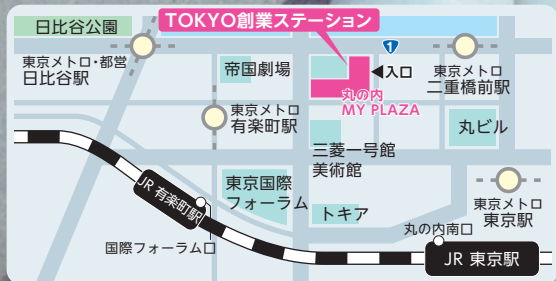 日比谷公園
TOKYO創業ステーション
東京メトロ・都営
日比谷駅
帝国劇場
1
入口
東京メトロ
二重橋前駅
丸の内
MY PLAZA
東京メトロ
有楽町駅
丸ビル
三菱一号館
美術館
東京国際
フォーラム
トキア
東京メトロ
東京駅
JR 有楽町駅
国際フォーラム口
丸の内南口
JR 東京駅